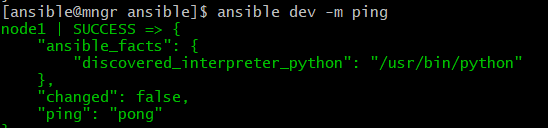 [ansible@mngr ansible]$ ansible dev -m ping
node1 | SUCCESS => {
    "ansible_facts": {
        "discovered_interpreter_python": "/usr/bin/python"
    },
    "changed": false,
    "ping": "pong"
}